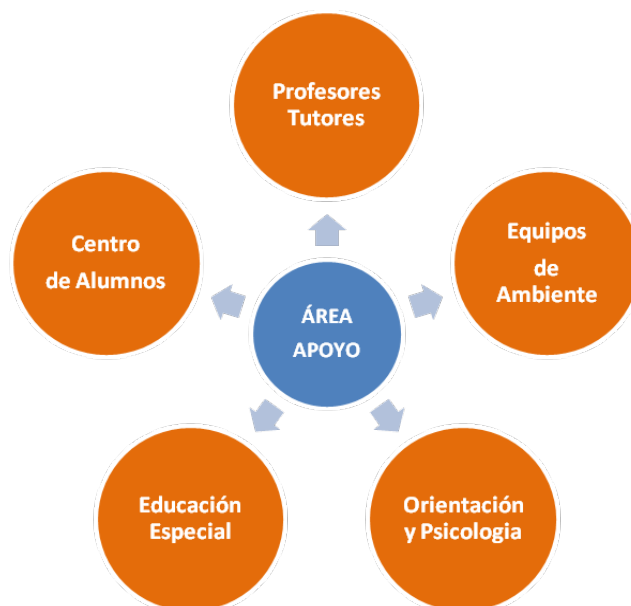 Profesores
Tutores
Centro
de Alumnos
Equipos
de
Ambiente
ÁREA
APOYO
Educación
Especial
Orientación
y Psicologia